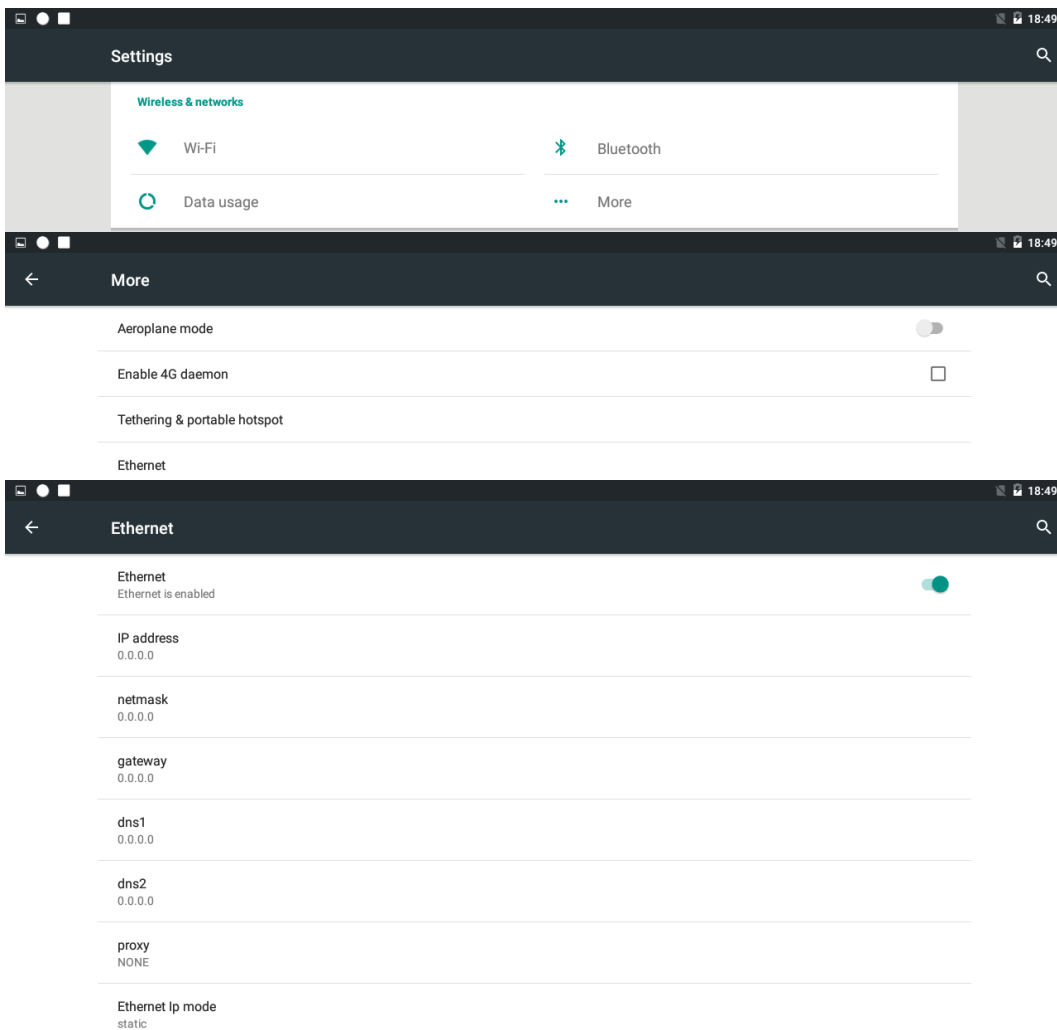 18:49
Settings
Wireless & networks
Wi-Fi
Bluetooth
Data usage
More
18:49
More
Aeroplane mode
Enable 4G daemon
Tethering & portable hotspot
Ethernet
18:49
Ethernet
Ethernet
Ethernet is enabled
IP address
0.0.0.0
netmask
0.0.0.0
gateway
0.0.0.0
dns1
0.0.0.0
dns2
0.0.0.0
proxy
NONE
Ethernet Ip mode
static